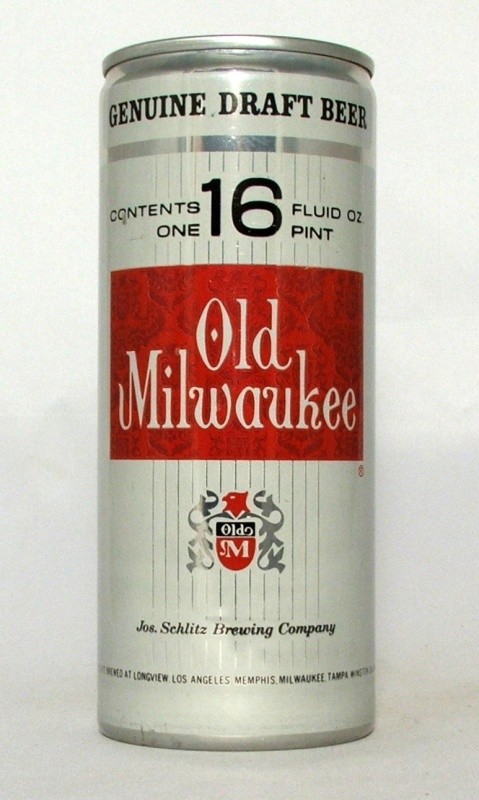 GENUINE DRAFT BEER
CONTENTS 16 FLUID OZ.
ONE PINT
Old
Milwaukee
®
Old
M
Jos. Schlitz Brewing Company
BREWED AT LONGVIEW, LOS ANGELES, MEMPHIS, MILWAUKEE, TAMPA, WINSTON